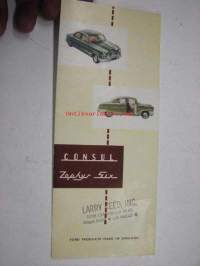 CONSUL
Zephyr Six
LARRY REED, INC.
FORD PRODUCTS MADE IN ENGLAND